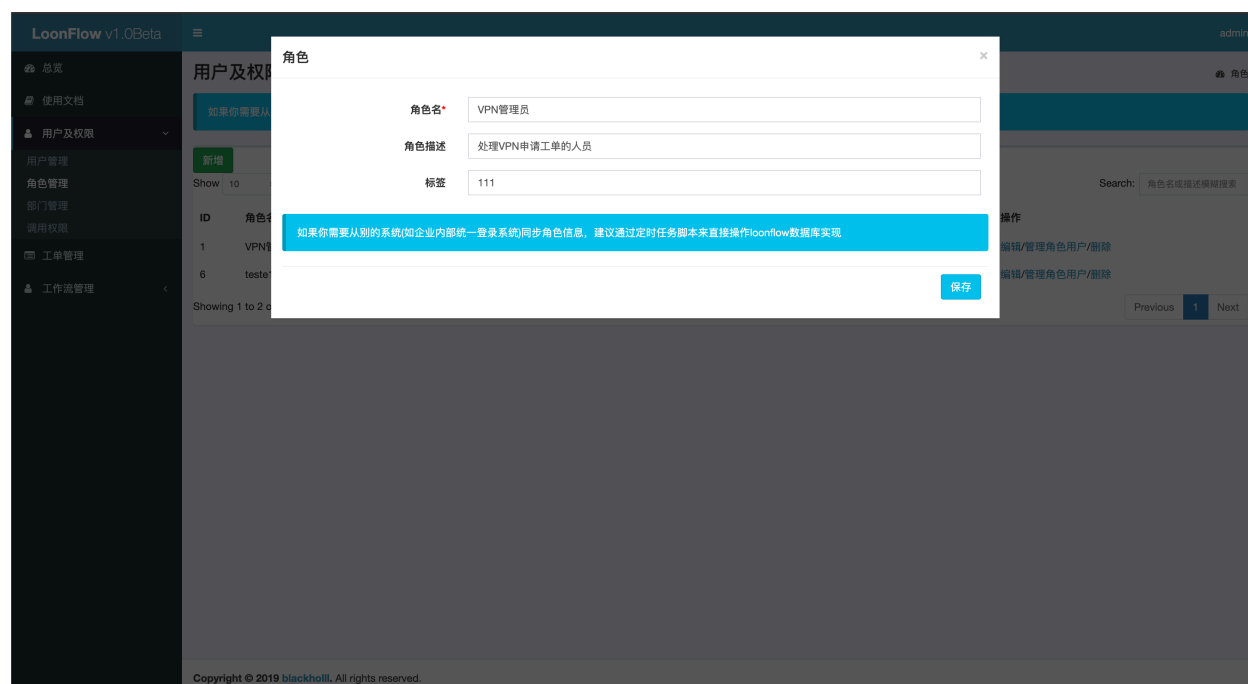 LoonFlow v1.0Beta
admin
总览
使用文档
用户及权限
用户管理
角色管理
部门管理
调用权限
工单管理
工作流管理
用户及权
角色
如果你需要从
新增
Show 10
Search: 角色名或描述模糊搜索
ID 角色名 操作
1 VPN管 编辑/管理角色用户/删除
6 teste1 编辑/管理角色用户/删除
Showing 1 to 2 o
Previous 1 Next
角色
×
角色名* VPN管理员
角色描述 处理VPN申请工单的人员
标签 111
如果你需要从别的系统(如企业内部统一登录系统)同步角色信息，建议通过定时任务脚本来直接操作loonflow数据库实现
保存
Copyright © 2019 blackholll. All rights reserved.